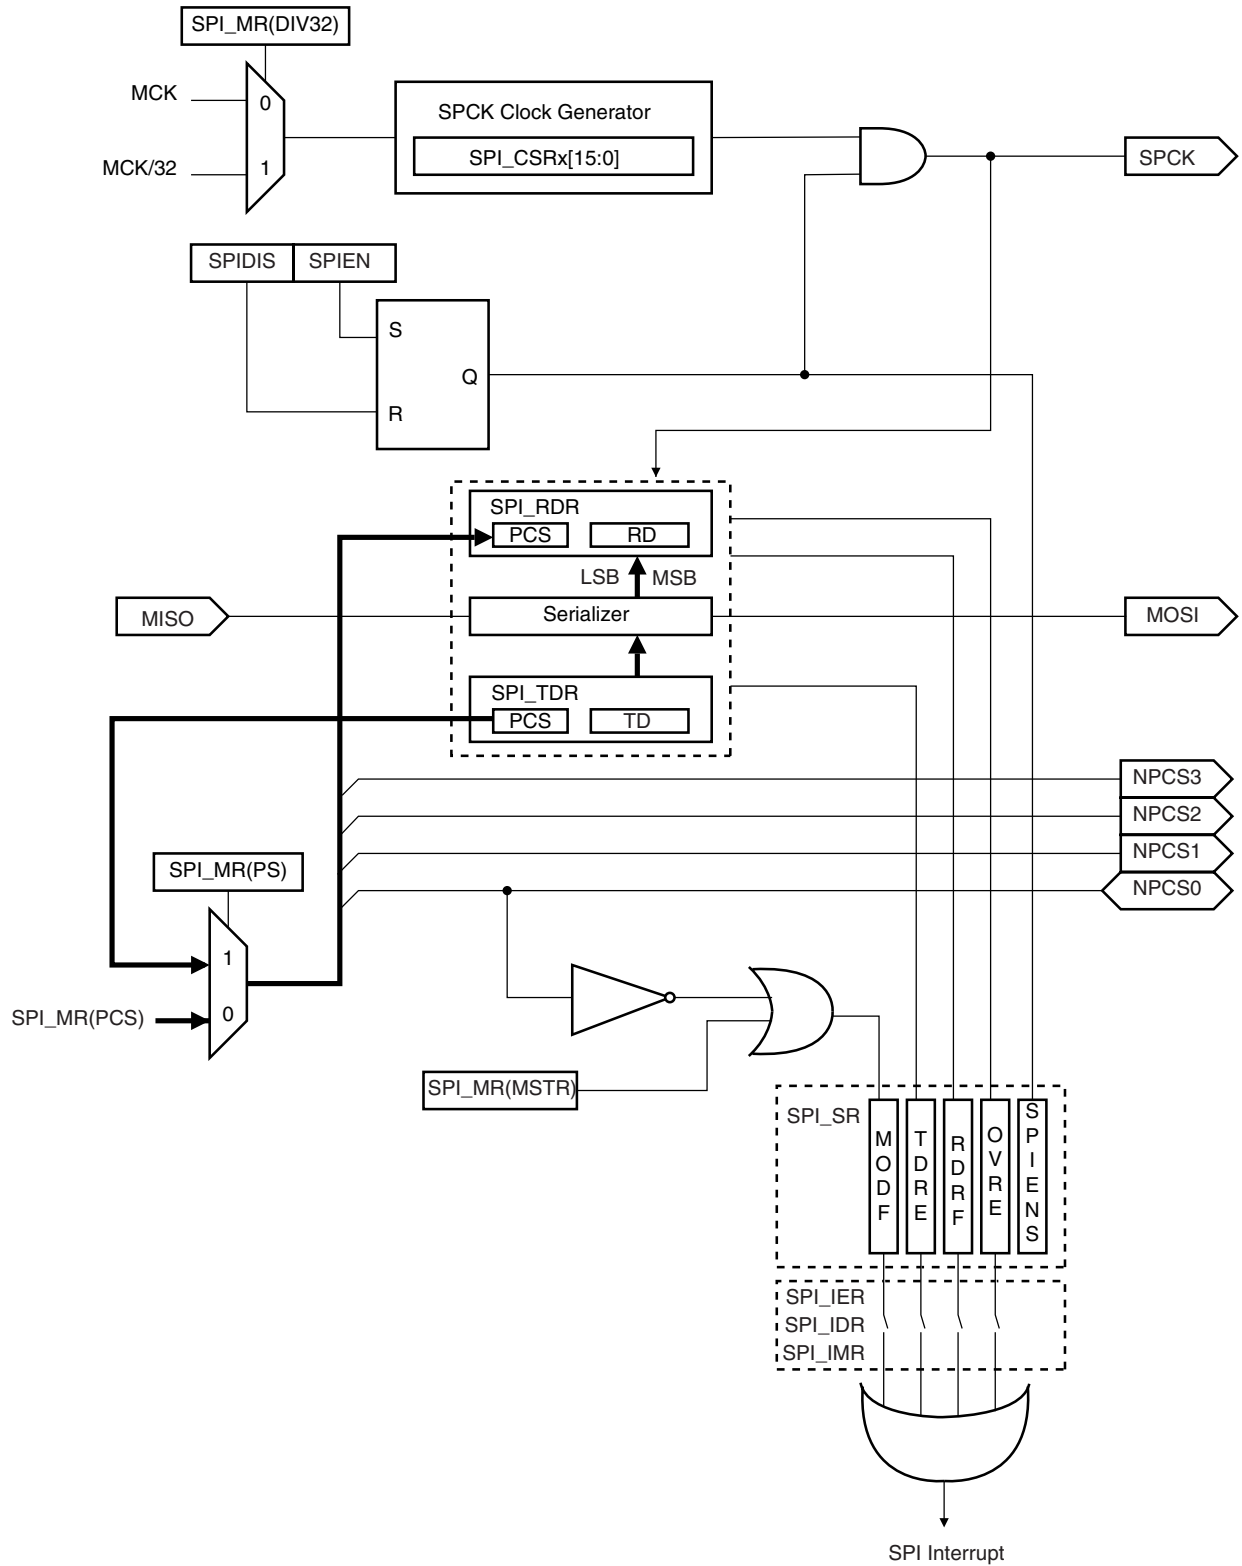 SPI_MR(DIV32)
MCK
0
SPCK Clock Generator
SPI_CSRx[15:0]
SPCK
MCK/32
1
SPIDIS
SPIEN
S
Q
R
SPI_RDR
PCS
RD
LSB
MSB
MISO
Serializer
MOSI
SPI_TDR
PCS
TD
NPCS3
NPCS2
NPCS1
NPCS0
SPI_MR(PS)
1
0
SPI_MR(PCS)
SPI_MR(MSTR)
SPI_SR
MODF
TDRE
RDRF
OVRE
SPIENS
SPI_IER
SPI_IDR
SPI_IMR
SPI Interrupt